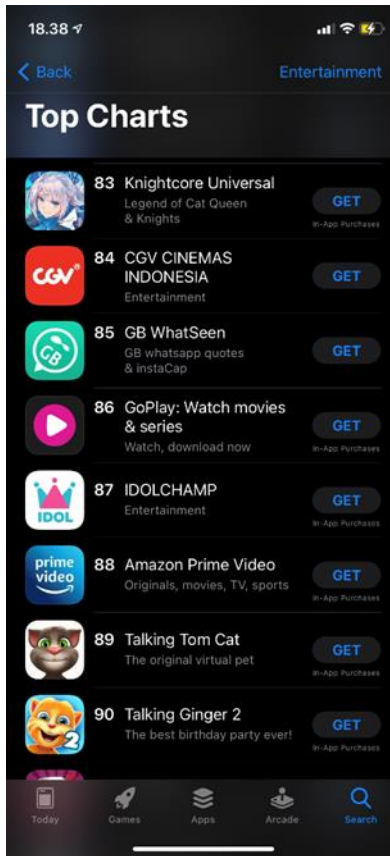 18.38
Back
Entertainment
Top Charts
83 Knightcore Universal
Legend of Cat Queen
& Knights
GET
In-App Purchases
CGV
84 CGV CINEMAS
INDONESIA
Entertainment
GET
GB
85 GB WhatSeen
GB whatsapp quotes
& instaCap
GET
86 GoPlay: Watch movies
& series
Watch, download now
GET
In-App Purchases
IDOL
87 IDOLCHAMP
Entertainment
GET
In-App Purchases
prime
video
88 Amazon Prime Video
Originals, movies, TV, sports
GET
In-App Purchases
89 Talking Tom Cat
The original virtual pet
GET
In-App Purchases
2
90 Talking Ginger 2
The best birthday party ever!
GET
In-App Purchases
Today
Games
Apps
Arcade
Search